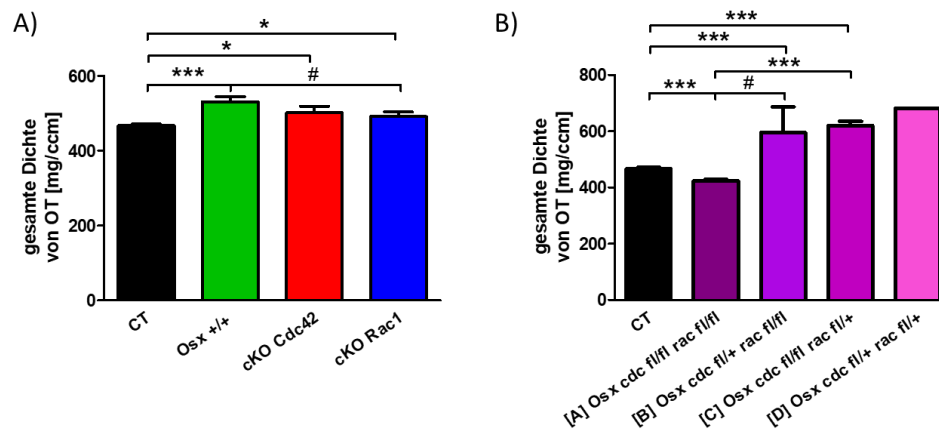 A)
*
*
*** #
gesamte Dichte
von OT [mg/ccm]
600
400
200
0
CT
Osx +/+
cKO Cdc42
cKO Rac1
B)
***
***
***
*** #
gesamte Dichte
von OT [mg/ccm]
800
600
400
200
0
CT
[A] Osx cdc fl/fl rac fl/fl
[B] Osx cdc fl/+ rac fl/fl
[C] Osx cdc fl/fl rac fl/+
[D] Osx cdc fl/+ rac fl/+